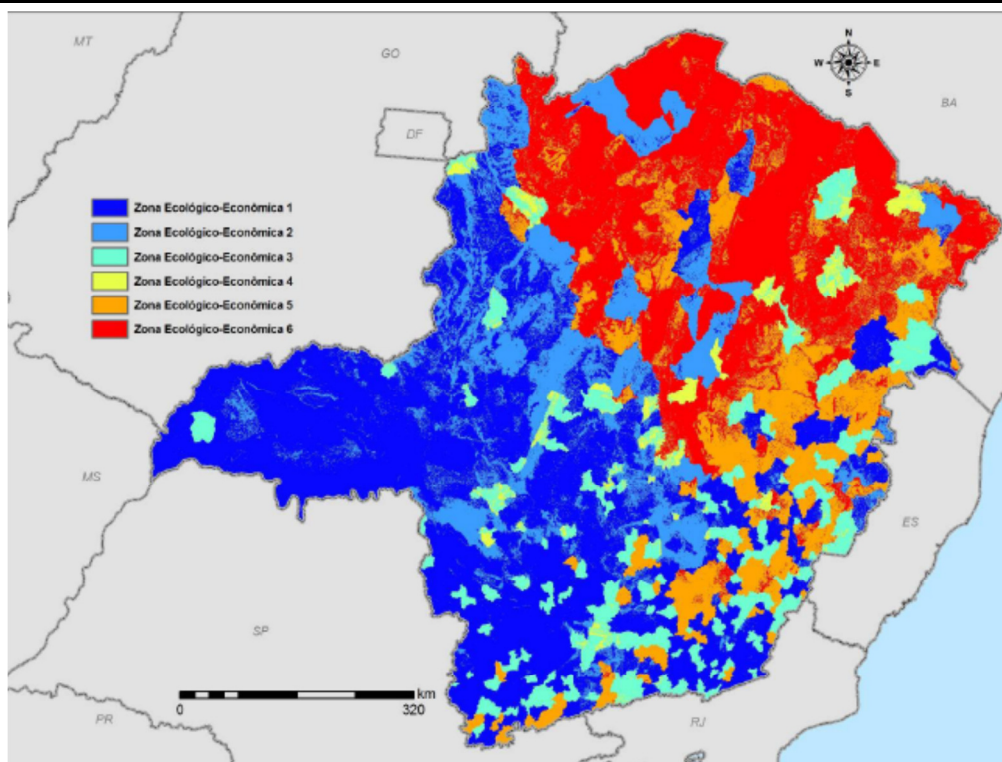 MT
GO
DF
BA
N
W E
S
Zona Ecológico-Econômica 1
Zona Ecológico-Econômica 2
Zona Ecológico-Econômica 3
Zona Ecológico-Econômica 4
Zona Ecológico-Econômica 5
Zona Ecológico-Econômica 6
MS
ES
SP
km
0 320
PR
RJ